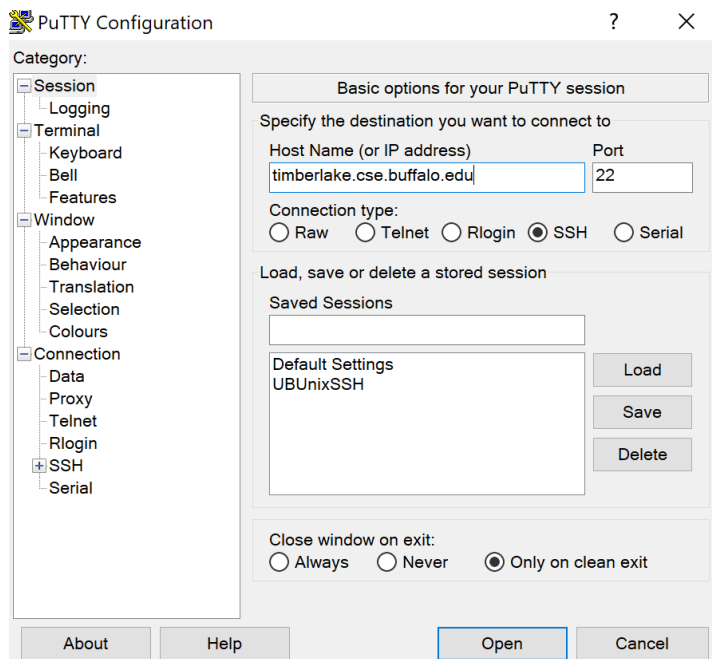 PuTTY Configuration
?
Category:
Session
Logging
Terminal
Keyboard
Bell
Features
Window
Appearance
Behaviour
Translation
Selection
Colours
Connection
Data
Proxy
Telnet
Rlogin
SSH
Serial
Basic options for your PuTTY session
Specify the destination you want to connect to
Host Name (or IP address) Port
timberlake.cse.buffalo.edu 22
Connection type:
Raw Telnet Rlogin SSH Serial
Load, save or delete a stored session
Saved Sessions
Default Settings
UBUnixSSH
Load
Save
Delete
Close window on exit:
Always Never Only on clean exit
About Help Open Cancel